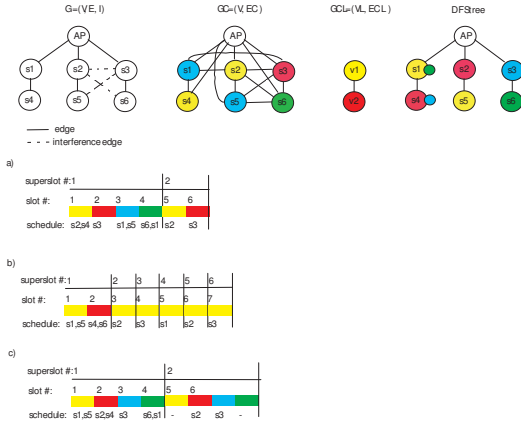 G=(V,E, I) GC=(V, EC) GCL=(VL, ECL) DFStree
AP AP AP
s1 s2 s3 s1 s2 s3 v1 s1 s2 s3
s4 s5 s6 s4 s5 s6 v2 s4 s5 s6
edge
interference edge
a)
superslot #:1 2
slot #: 1 2 3 4 5 6
schedule: s2,s4 s3 s1,s5 s6,s1 s2 s3
b)
superslot #:1 2 3 4 5 6
slot #: 1 2 3 4 5 6 7
schedule: s1,s5 s4,s6 s2 s3 s1 s2 s3
c)
superslot #:1 2
slot #: 1 2 3 4 5 6
schedule: s1,s5 s2,s4 s3 s6,s1 - s2 s3 -